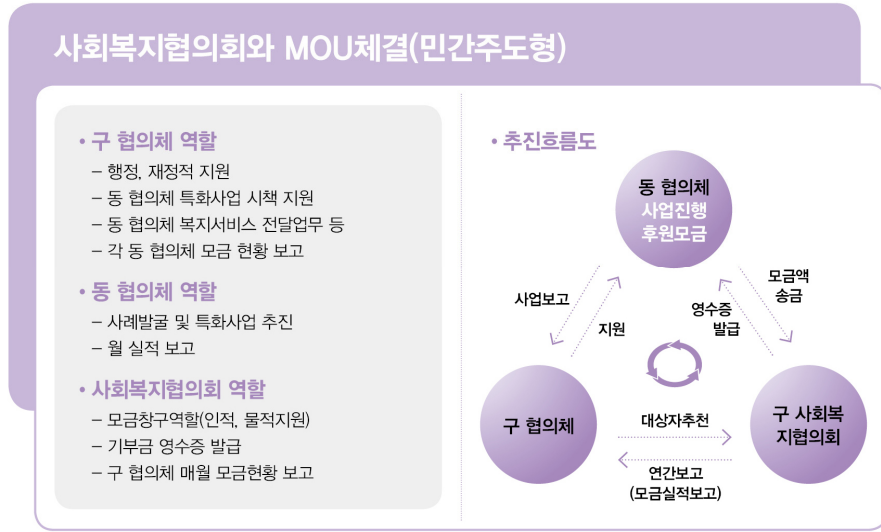 사회복지협의회와 MOU체결(민간주도형)
• 구 협의체 역할
– 행정, 재정적 지원
– 동 협의체 특화사업 시책 지원
– 동 협의체 복지서비스 전달업무 등
– 각 동 협의체 모금 현황 보고
• 동 협의체 역할
– 사례발굴 및 특화사업 추진
– 월 실적 보고
• 사회복지협의회 역할
– 모금창구역할(인적, 물적지원)
– 기부금 영수증 발급
– 구 협의체 매월 모금현황 보고
• 추진흐름도
동 협의체
사업진행
후원모금
사업보고
지원
모금액
송금
영수증
발급
구 협의체
대상자추천
연간보고
(모금실적보고)
구 사회복
지협의회